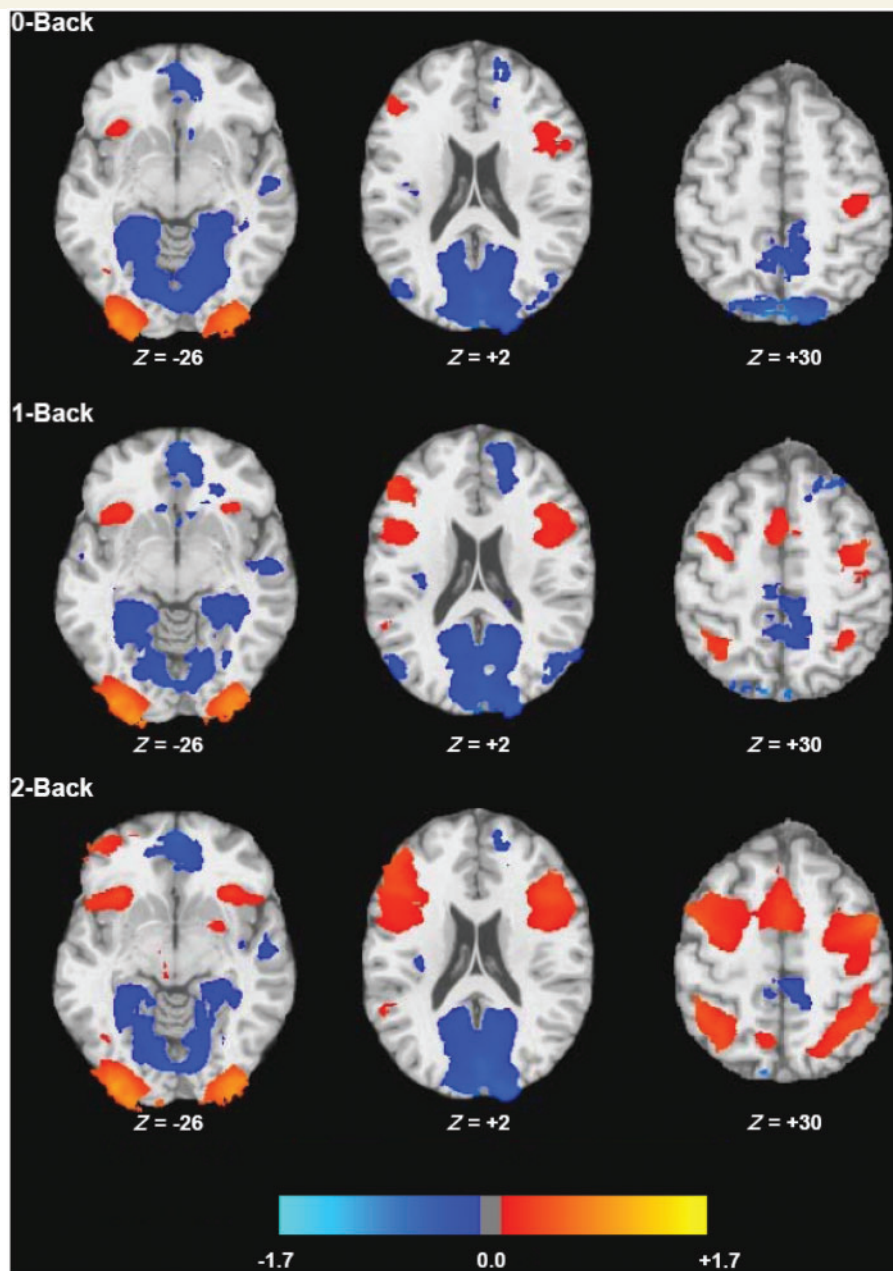 0-Back
Z = -26 Z = +2 Z = +30
1-Back
Z = -26 Z = +2 Z = +30
2-Back
Z = -26 Z = +2 Z = +30
-1.7 0.0 +1.7